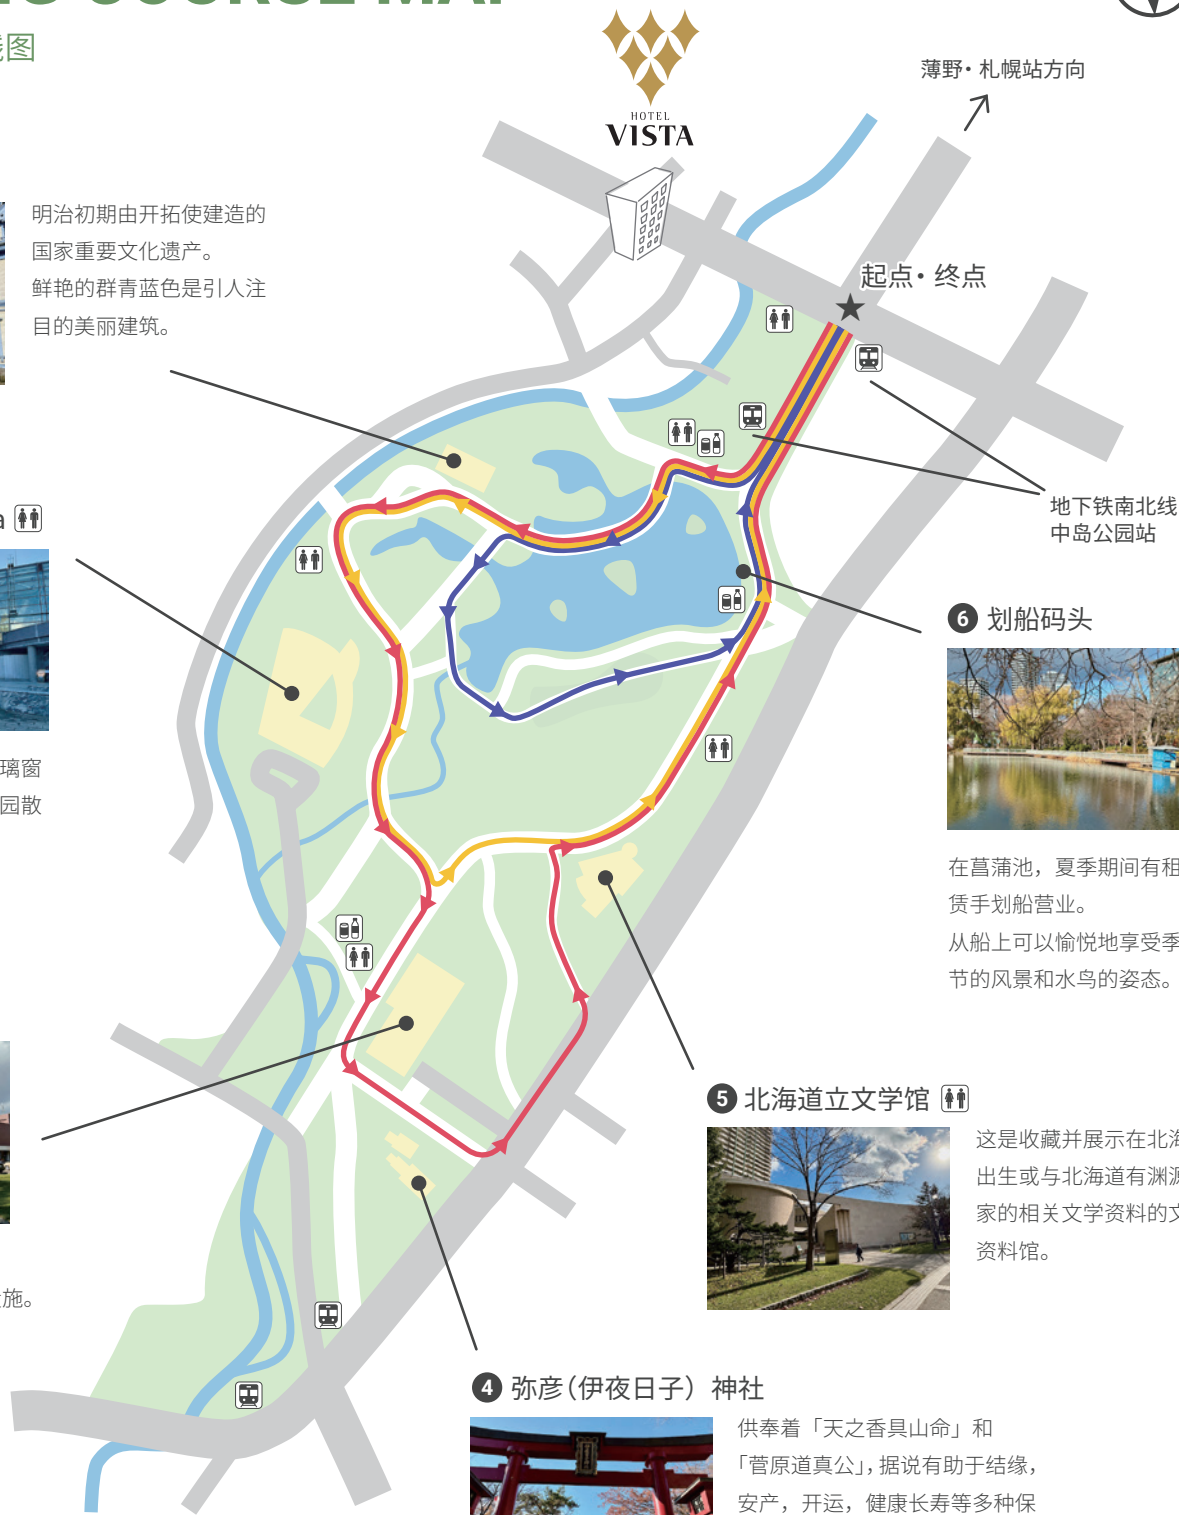 线图
HOTEL
VISTA
薄野・札幌站方向
明治初期由开拓使建造的
国家重要文化遗产。
鲜艳的群青蓝色是引人注
目的美丽建筑。
起点・终点
地下铁南北线
中岛公园站
a
璃窗
园散
6 划船码头
在菖蒲池，夏季期间有租
赁手划船营业。
从船上可以愉悦地享受季
节的风景和水鸟的姿态。
5 北海道立文学馆
这是收藏并展示在北海
出生或与北海道有渊源
家的相关文学资料的文
资料馆。
施。
4 弥彦（伊夜日子）神社
供奉着「天之香具山命」和
「菅原道真公」，据说有助于结缘，
安产，开运，健康长寿等多种保